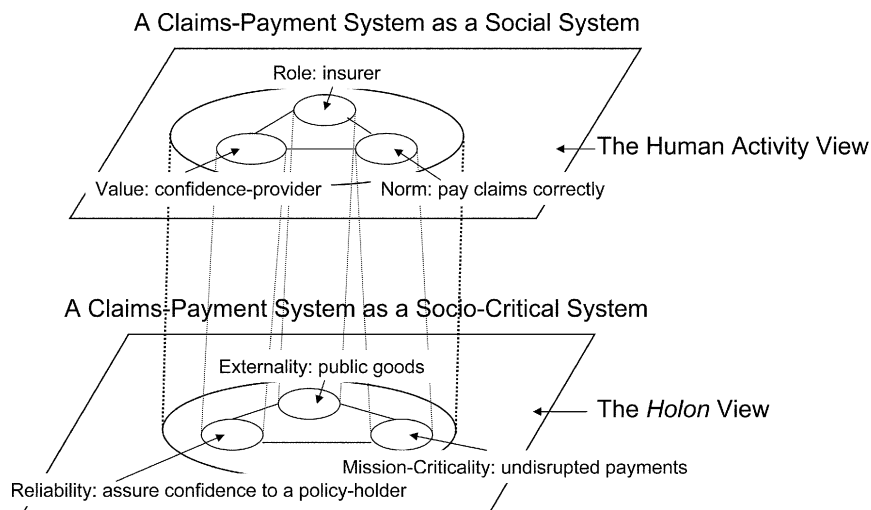 A Claims-Payment System as a Social System
Role: insurer
The Human Activity View
Value: confidence-provider
Norm: pay claims correctly
A Claims-Payment System as a Socio-Critical System
Externality: public goods
The Holon View
Mission-Criticality: undisrupted payments
Reliability: assure confidence to a policy-holder